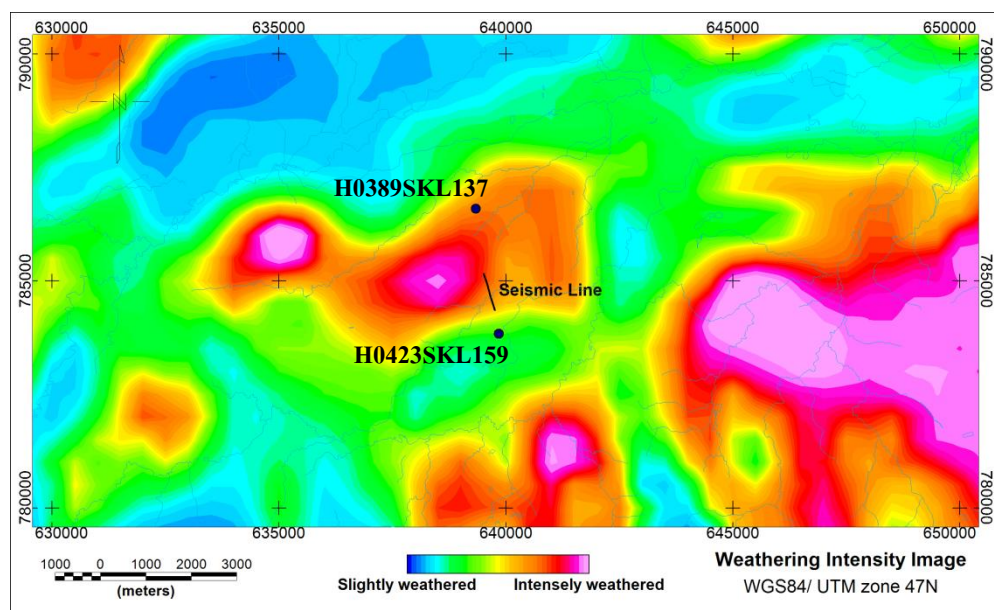 630000 635000 640000 645000 650000
790000 790000
N
H0389SKL137
785000 785000
Seismic Line
H0423SKL159
780000 780000
630000 635000 640000 645000 650000
1000 0 1000 2000 3000
(meters)
Slightly weathered Intensely weathered
Weathering Intensity Image
WGS84/ UTM zone 47N